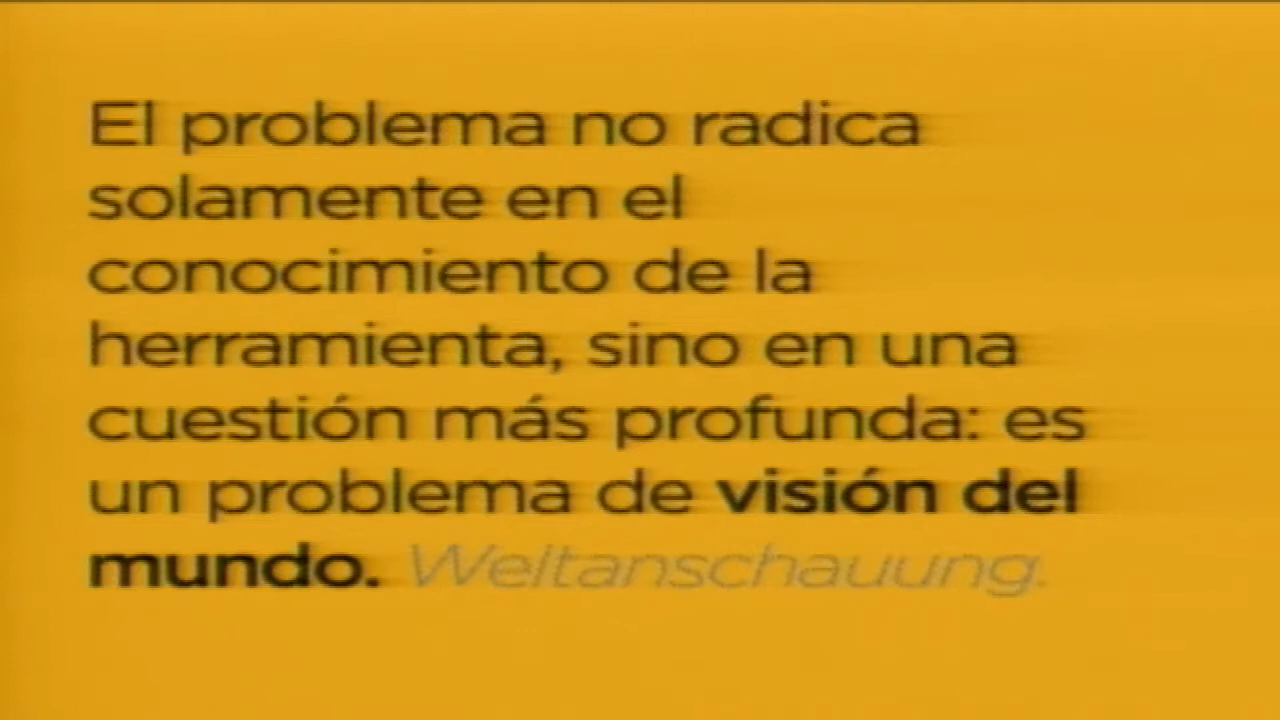 El problema no radica
solamente en el
conocimiento de la
herramienta, sino en una
cuestión más profunda: es
un problema de visión del
mundo. Weltanschauung.